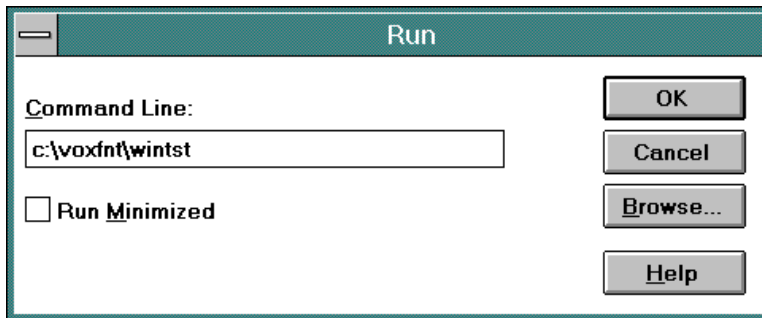 Run
Command Line:
c:\voxfnt\wintst
Run Minimized
OK
Cancel
Browse...
Help